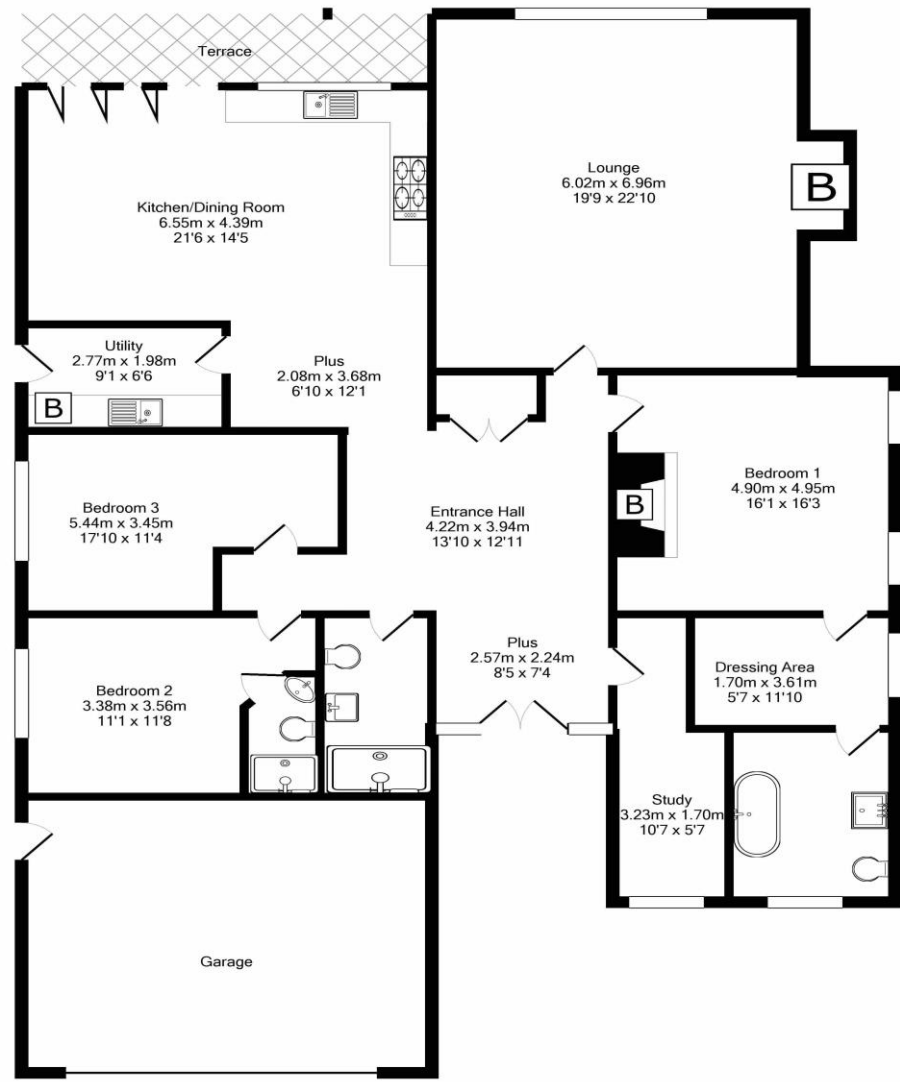 Terrace
Lounge
6.02m x 6.96m
19'9 x 22'10
B
Kitchen/Dining Room
6.55m x 4.39m
21'6 x 14'5
Utility
2.77m x 1.98m
9'1 x 6'6
B
Plus
2.08m x 3.68m
6'10 x 12'1
Bedroom 3
5.44m x 3.45m
17'10 x 11'4
Entrance Hall
4.22m x 3.94m
13'10 x 12'11
B
Bedroom 1
4.90m x 4.95m
16'1 x 16'3
Plus
2.57m x 2.24m
8'5 x 7'4
Dressing Area
1.70m x 3.61m
5'7 x 11'10
Bedroom 2
3.38m x 3.56m
11'1 x 11'8
Study
3.23m x 1.70m
10'7 x 5'7
Garage